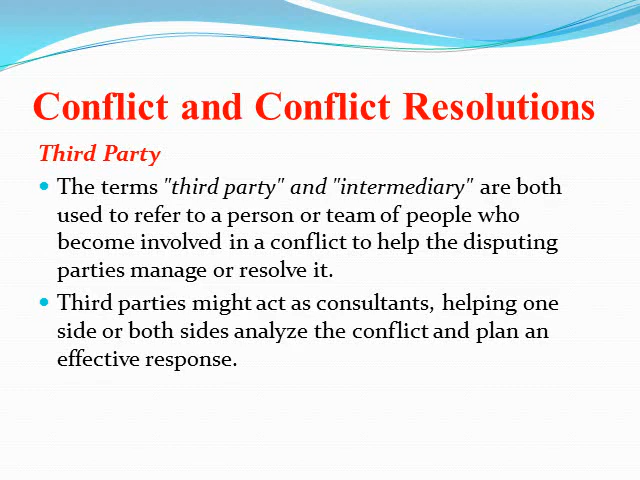 Conflict and Conflict Resolutions
Third Party
• The terms "third party" and "intermediary" are both
used to refer to a person or team of people who
become involved in a conflict to help the disputing
parties manage or resolve it.
• Third parties might act as consultants, helping one
side or both sides analyze the conflict and plan an
effective response.